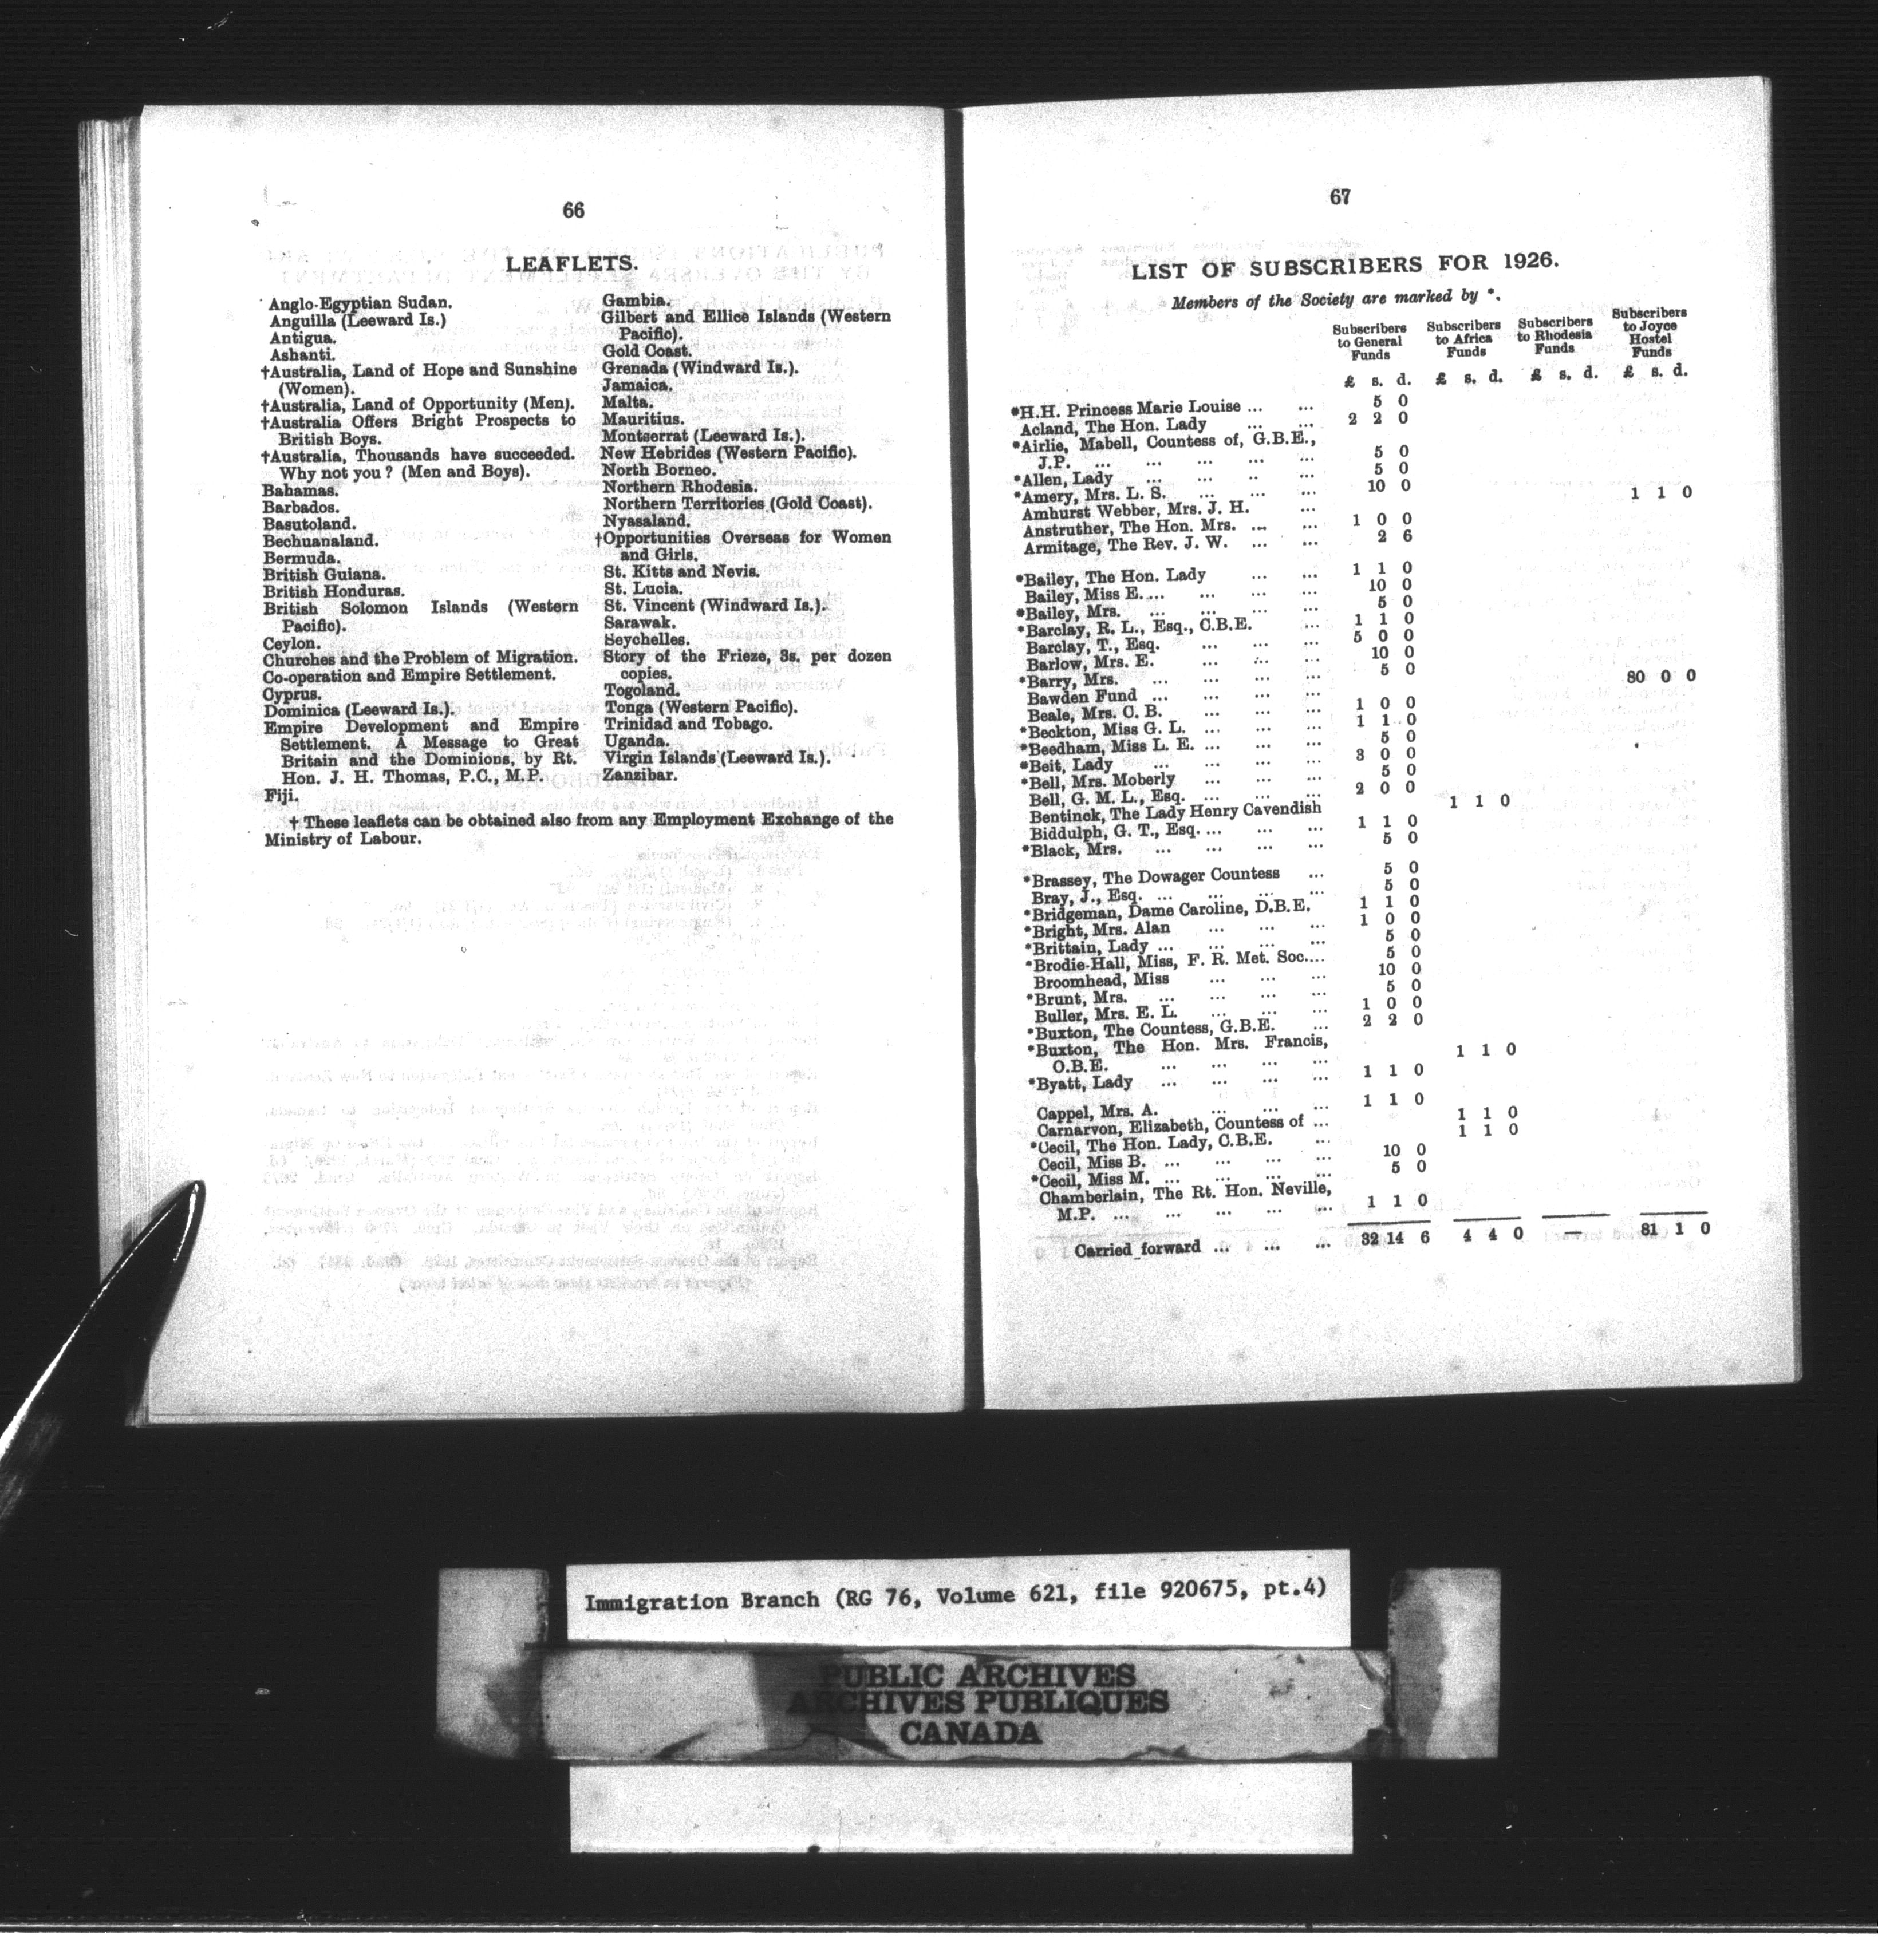 66
LEAFLETS.
Anglo-Egyptian Sudan.
Anguilla (Leeward Is.)
Antigua.
Ashanti.
†Australia, Land of Hope and Sunshine
(Women).
†Australia, Land of Opportunity (Men).
†Australia Offers Bright Prospects to
British Boys.
†Australia, Thousands have succeeded.
Why not you ? (Men and Boys).
Bahamas.
Barbados.
Basutoland.
Bechuanaland.
Bermuda.
British Guiana.
British Honduras.
British Solomon Islands (Western
Pacific).
Ceylon.
Churches and the Problem of Migration.
Co-operation and Empire Settlement.
Cyprus.
Dominica (Leeward Is.).
Empire Development and Empire
Settlement. A Message to Great
Britain and the Dominions, by Rt.
Hon. J. H. Thomas, P.C., M.P.
Fiji.
Gambia.
Gilbert and Ellice Islands (Western
Pacific).
Gold Coast.
Grenada (Windward Is.).
Jamaica.
Malta.
Mauritius.
Montserrat (Leeward Is.).
New Hebrides (Western Pacific).
North Borneo.
Northern Rhodesia.
Northern Territories (Gold Coast).
Nyasaland.
†Opportunities Overseas for Women
and Girls.
St. Kitts and Nevis.
St. Lucia.
St. Vincent (Windward Is.).
Sarawak.
Seychelles.
Story of the Frieze, 3s. per dozen
copies.
Togoland.
Tonga (Western Pacific).
Trinidad and Tobago.
Uganda.
Virgin Islands (Leeward Is.).
Zanzibar.
† These leaflets can be obtained also from any Employment Exchange of the
Ministry of Labour.
67
LIST OF SUBSCRIBERS FOR 1926.
Members of the Society are marked by *.
Subscribers to General Funds Subscribers to Africa Funds Subscribers to Rhodesia Funds Subscribers to Joyce Hostel Funds
£ s. d. £ s. d. £ s. d. £ s. d.
*H.H. Princess Marie Louise ... ... 5 0
Acland, The Hon. Lady ... ... 2 2 0
*Airlie, Mabell, Countess of, G.B.E.,
J.P. ... ... ... ... ... 5 0
*Allen, Lady ... ... ... ... 5 0
*Amery, Mrs. L. S. ... ... ... 10 0
Amhurst Webber, Mrs. J. H. ... 1 1 0
Anstruther, The Hon. Mrs. ... ... 1 0 0
Armitage, The Rev. J. W. ... ... 2 6
*Bailey, The Hon. Lady ... ... 1 1 0
Bailey, Miss E. ... ... ... ... 10 0
*Bailey, Mrs. ... ... ... ... 5 0
*Barclay, R. L., Esq., C.B.E. ... 1 1 0
Barclay, T., Esq. ... ... ... 5 0 0
Barlow, Mrs. E. ... ... ... 10 0
*Barry, Mrs. ... ... ... ... 5 0
Bawden Fund ... ... ... ... 80 0 0
Beale, Mrs. C. B. ... ... ... 1 0 0
*Beckton, Miss G. L. ... ... ... 1 1 0
*Beedham, Miss L. E. ... ... ... 5 0
*Beit, Lady ... ... ... ... 3 0 0
*Bell, Mrs. Moberly ... ... ... 5 0
Bell, G. M. L., Esq. ... ... ... 2 0 0
Bentinck, The Lady Henry Cavendish 1 1 0
Biddulph, G. T., Esq. ... ... ... 1 1 0
*Black, Mrs. ... ... ... ... 5 0
*Brassey, The Dowager Countess ... 5 0
Bray, J., Esq. ... ... ... ... 5 0
*Bridgeman, Dame Caroline, D.B.E. 1 1 0
*Bright, Mrs. Alan ... ... ... 1 0 0
*Brittain, Lady ... ... ... ... 5 0
*Brodie-Hall, Miss, F. R. Met. Soc.... 5 0
Broomhead, Miss ... ... ... 10 0
*Brunt, Mrs. ... ... ... ... 5 0
Buller, Mrs. E. L. ... ... ... 1 0 0
*Buxton, The Countess, G.B.E. ... 2 2 0
*Buxton, The Hon. Mrs. Francis,
O.B.E. ... ... ... ... 1 1 0
*Byatt, Lady ... ... ... ... 1 1 0
Cappel, Mrs. A. ... ... ... 1 1 0
Carnarvon, Elizabeth, Countess of ... 1 1 0
*Cecil, The Hon. Lady, C.B.E. ... 1 1 0
Cecil, Miss B. ... ... ... ... 10 0
*Cecil, Miss M. ... ... ... ... 5 0
Chamberlain, The Rt. Hon. Neville,
M.P. ... ... ... ... ... 1 1 0
Carried forward ... ... ... 32 14 6 4 4 0 — 81 1 0
Immigration Branch (RG 76, Volume 621, file 920675, pt.4)
PUBLIC ARCHIVES
ARCHIVES PUBLIQUES
CANADA